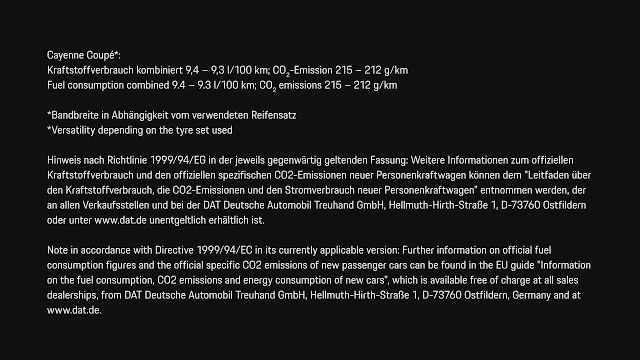 Cayenne Coupé*:
Kraftstoffverbrauch kombiniert 9,4 – 9,3 l/100 km; CO₂-Emission 215 – 212 g/km
Fuel consumption combined 9.4 – 9.3 l/100 km; CO₂ emissions 215 – 212 g/km
*Bandbreite in Abhängigkeit vom verwendeten Reifensatz
*Versatility depending on the tyre set used
Hinweis nach Richtlinie 1999/94/EG in der jeweils gegenwärtig geltenden Fassung: Weitere Informationen zum offiziellen
Kraftstoffverbrauch und den offiziellen spezifischen CO2-Emissionen neuer Personenkraftwagen können dem "Leitfaden über
den Kraftstoffverbrauch, die CO2-Emissionen und den Stromverbrauch neuer Personenkraftwagen" entnommen werden, der
an allen Verkaufsstellen und bei der DAT Deutsche Automobil Treuhand GmbH, Hellmuth-Hirth-Straße 1, D-73760 Ostfildern
oder unter www.dat.de unentgeltlich erhältlich ist.
Note in accordance with Directive 1999/94/EC in its currently applicable version: Further information on official fuel
consumption figures and the official specific CO2 emissions of new passenger cars can be found in the EU guide "Information
on the fuel consumption, CO2 emissions and energy consumption of new cars", which is available free of charge at all sales
dealerships, from DAT Deutsche Automobil Treuhand GmbH, Hellmuth-Hirth-Straße 1, D-73760 Ostfildern, Germany and at
www.dat.de.